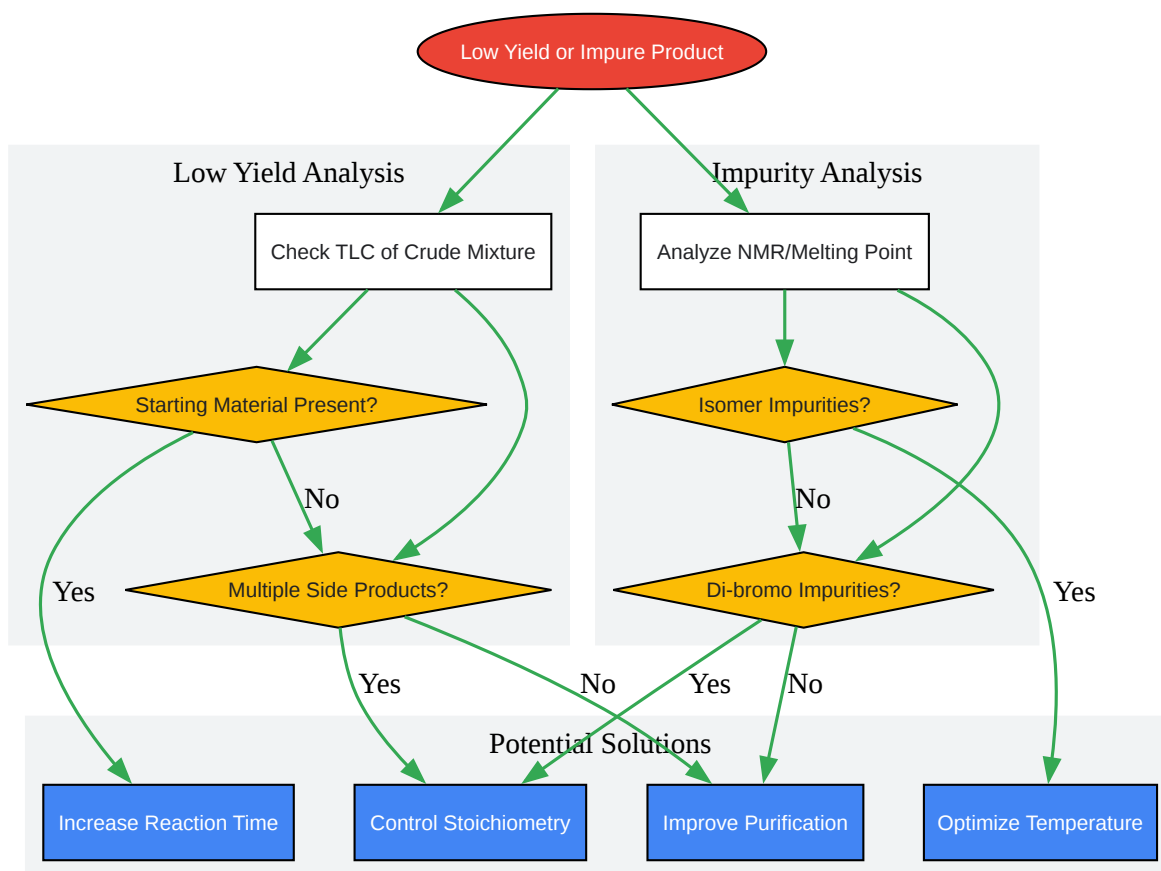 Low Yield or Impure Product
Low Yield Analysis
Impurity Analysis
Check TLC of Crude Mixture
Analyze NMR/Melting Point
Starting Material Present?
Isomer Impurities?
No
No
Multiple Side Products?
Di-bromo Impurities?
Yes
Yes
Yes
No
Yes
No
Potential Solutions
Increase Reaction Time
Control Stoichiometry
Improve Purification
Optimize Temperature